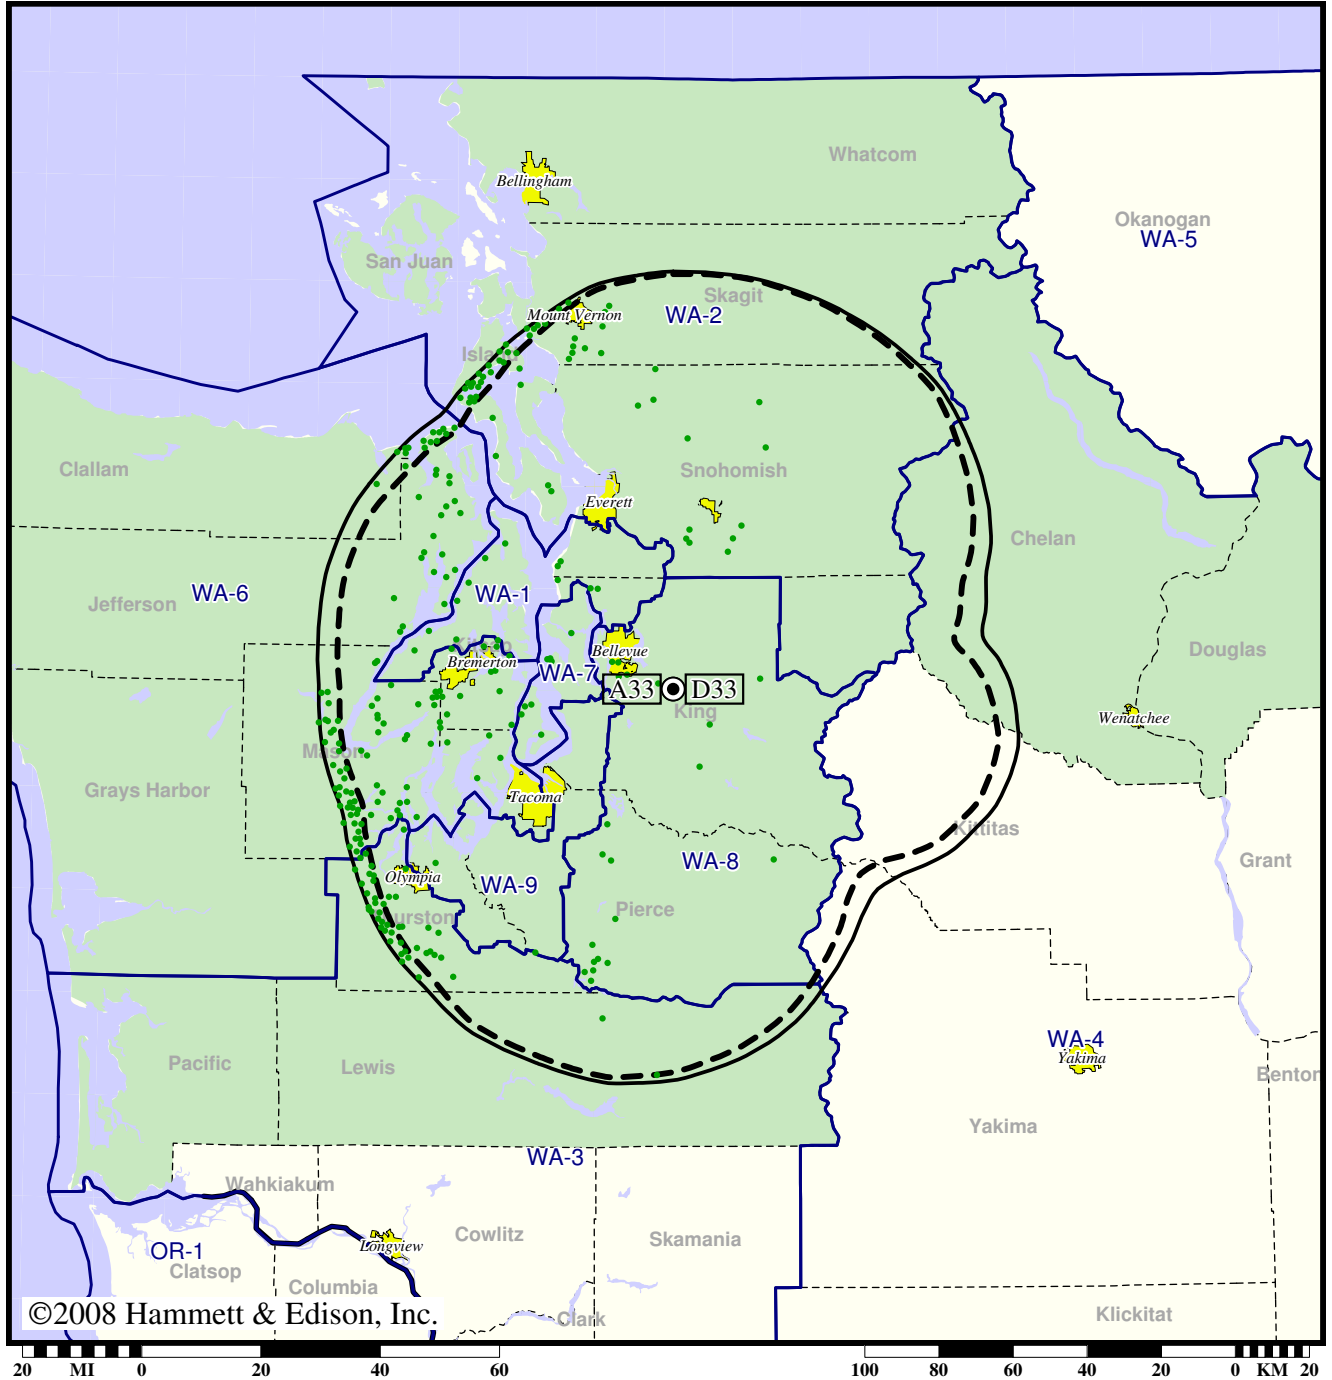 Whatcom
Bellingham
Okanogan
WA-5
San Juan
Skagit
Mount Vernon
WA-2
Island
Clallam
Snohomish
Everett
Chelan
WA-6
WA-1
Jefferson
Kitsap
Bremerton
Bellevue
Douglas
WA-7
A33
D33
King
Wenatchee
Mason
Grays Harbor
Tacoma
Kittitas
WA-8
Grant
Olympia
WA-9
Thurston
Pierce
WA-4
Yakima
Pacific
Lewis
Benton
Yakima
WA-3
Wahkiakum
Cowlitz
Skamania
Longview
OR-1
Clatsop
Columbia
©2008 Hammett & Edison, Inc.
Clark
Klickitat
20 MI 0 20 40 60
100 80 60 40 20 0 KM 20